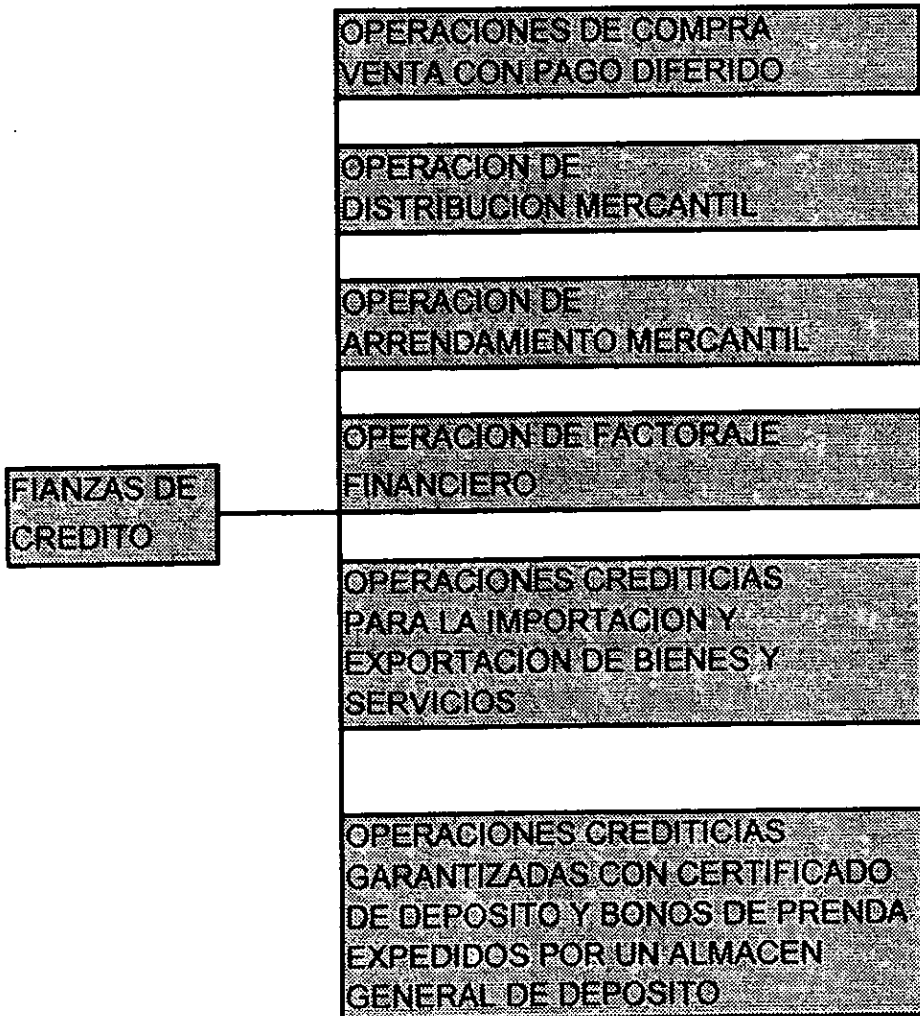 OPERACIONES DE COMPRA
VENTA CON PAGO DIFERIDO
OPERACION DE
DISTRIBUCION MERCANTIL
OPERACION DE
ARRENDAMIENTO MERCANTIL
OPERACION DE FACTORAJE
FINANCIERO
FIANZAS DE
CREDITO
OPERACIONES CREDITICIAS
PARA LA IMPORTACION Y
EXPORTACION DE BIENES Y
SERVICIOS
OPERACIONES CREDITICIAS
GARANTIZADAS CON CERTIFICADO
DE DEPOSITO Y BONOS DE PRENDA
EXPEDIDOS POR UN ALMACEN
GENERAL DE DEPOSITO